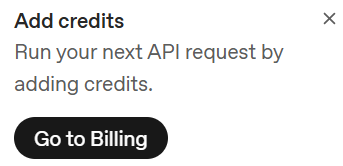 Add credits
Run your next API request by
adding credits.
Go to Billing